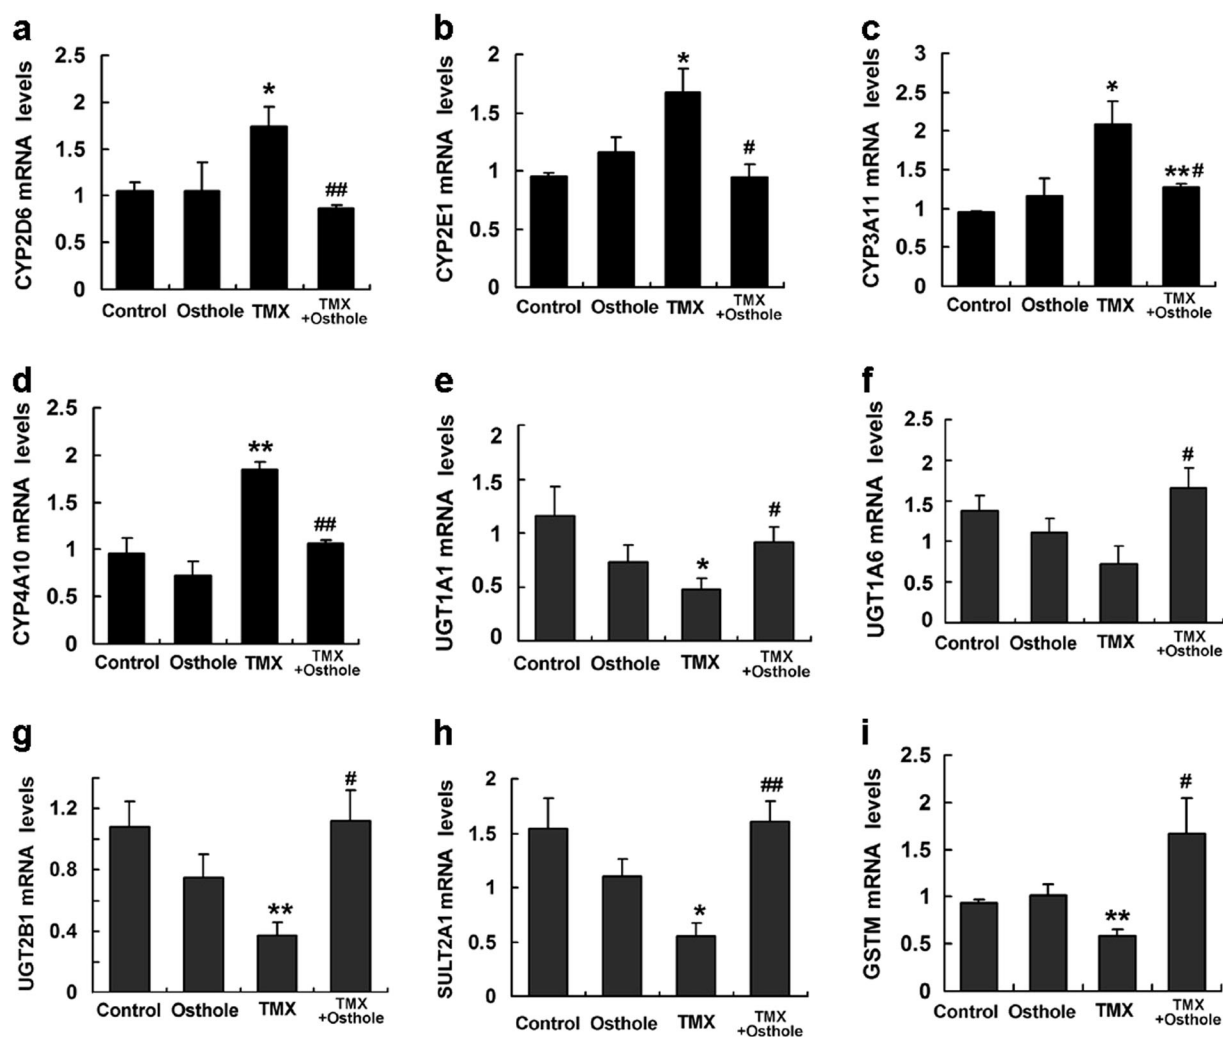 a
CYP2D6 mRNA levels
2.5
2
1.5
1
0.5
0
*
##
Control Osthole TMX TMX
+Osthole
b
CYP2E1 mRNA levels
2
1.5
1
0.5
0
*
#
Control Osthole TMX TMX
+Osthole
c
CYP3A11 mRNA levels
3
2.5
2
1.5
1
0.5
0
*
**#
Control Osthole TMX TMX
+Osthole
d
CYP4A10 mRNA levels
2.5
2
1.5
1
0.5
0
**
##
Control Osthole TMX TMX
+Osthole
e
UGT1A1 mRNA levels
2
1.5
1
0.5
0
*
#
Control Osthole TMX TMX
+Osthole
f
UGT1A6 mRNA levels
2.5
2
1.5
1
0.5
0
#
Control Osthole TMX TMX
+Osthole
g
UGT2B1 mRNA levels
1.2
0.8
0.4
0
**
#
Control Osthole TMX TMX
+Osthole
h
SULT2A1 mRNA levels
2
1.5
1
0.5
0
*
##
Control Osthole TMX TMX
+Osthole
i
GSTM mRNA levels
2.5
2
1.5
1
0.5
0
**
#
Control Osthole TMX TMX
+Osthole